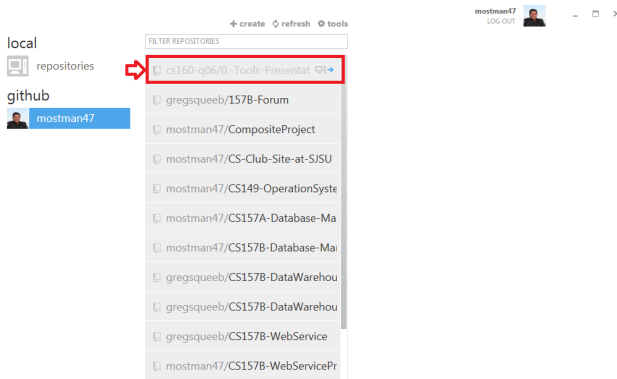 mostman47
LOG OUT
create refresh tools
local
FILTER REPOSITORIES
repositories
cs160-q06/0.-Tools-Presentat
github
gregsqueeb/157B-Forum
mostman47
mostman47/CompositeProject
mostman47/CS-Club-Site-at-SJSU
mostman47/CS149-OperationSyste
mostman47/CS157A-Database-Ma
mostman47/CS157B-Database-Mar
gregsqueeb/CS157B-DataWarehou
gregsqueeb/CS157B-DataWarehou
gregsqueeb/CS157B-WebService
mostman47/CS157B-WebServicePr